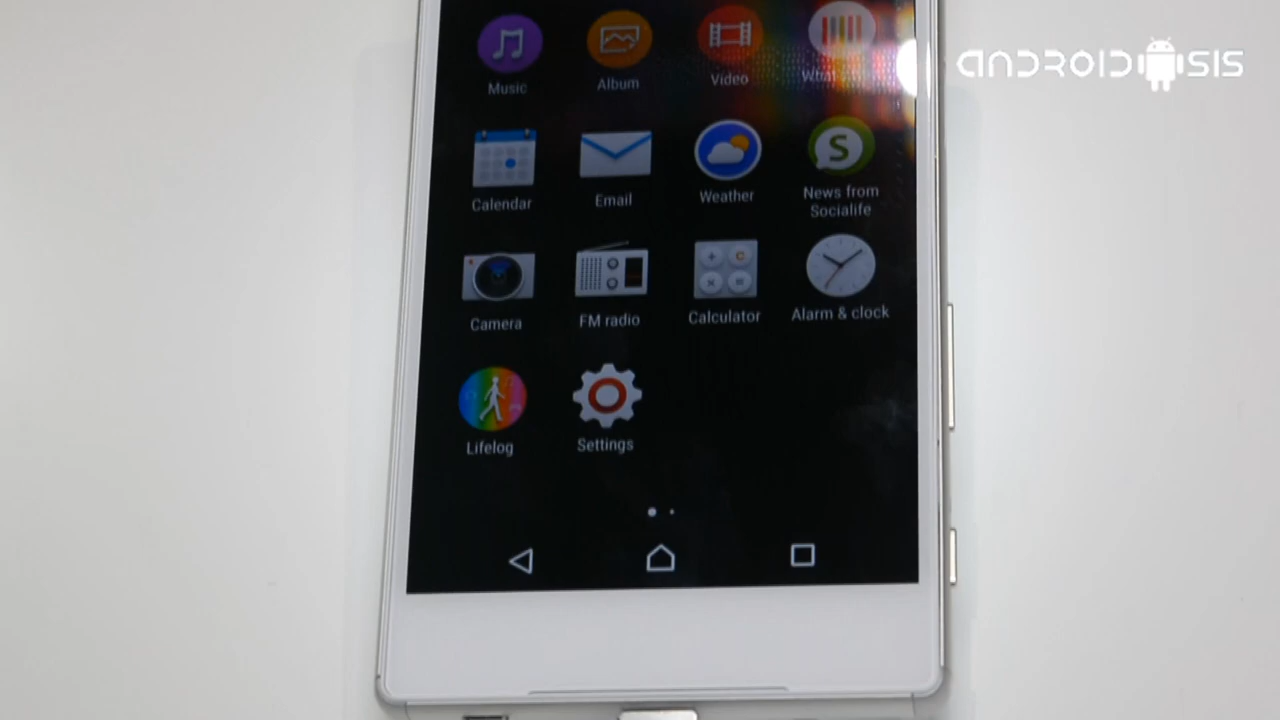 ANDROIDSIS
Music
Album
Video
Calendar
Email
Weather
S
News from
Socialife
Camera
FM radio
Calculator
Alarm & clock
Lifelog
Settings